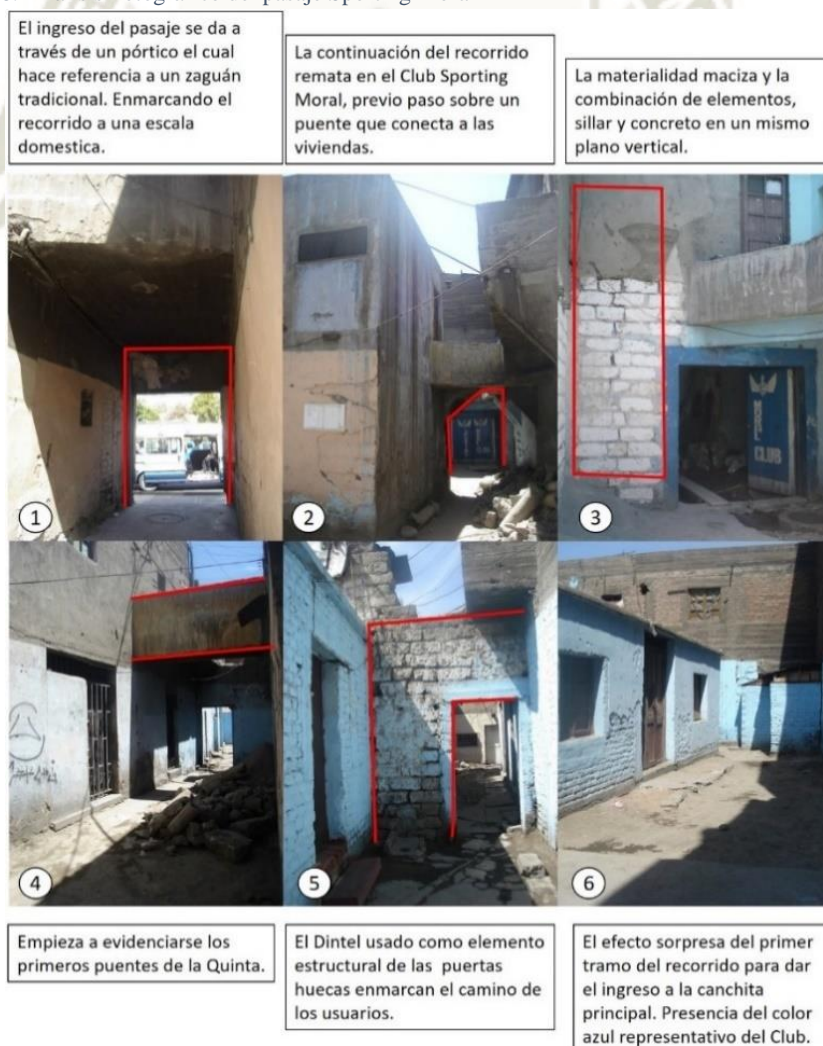 El ingreso del pasaje se da a
través de un pórtico el cual
hace referencia a un zaguán
tradicional. Enmarcando el
recorrido a una escala
domestica.
La continuación del recorrido
remata en el Club Sporting
Moral, previo paso sobre un
puente que conecta a las
viviendas.
La materialidad maciza y la
combinación de elementos,
sillar y concreto en un mismo
plano vertical.
1
2
3
CLUB
4
5
6
Empieza a evidenciarse los
primeros puentes de la Quinta.
El Dintel usado como elemento
estructural de las puertas
huecas enmarcan el camino de
los usuarios.
El efecto sorpresa del primer
tramo del recorrido para dar
el ingreso a la canchita
principal. Presencia del color
azul representativo del Club.